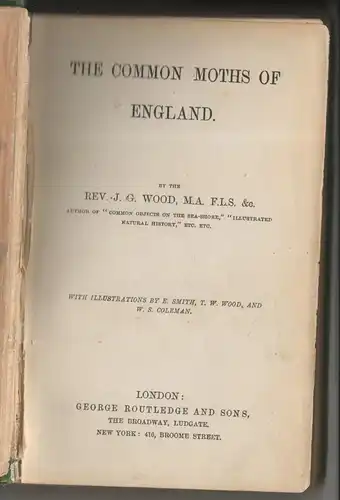 THE COMMON MOTHS OF
ENGLAND.
BY THE
REV. J. G. WOOD, M.A. F.L.S. &c.
AUTHOR OF "COMMON OBJECTS ON THE SEA-SHORE," "ILLUSTRATED
NATURAL HISTORY," ETC. ETC.
WITH ILLUSTRATIONS BY E. SMITH, T. W. WOOD, AND
W. S. COLEMAN.
LONDON:
GEORGE ROUTLEDGE AND SONS,
THE BROADWAY, LUDGATE.
NEW YORK: 416, BROOME STREET.